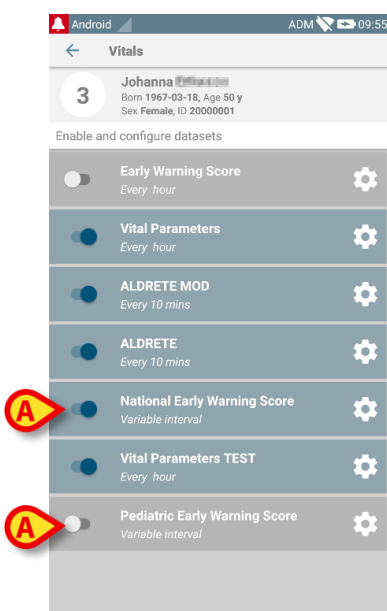 Android ADM 09:55
Vitals
3
Johanna
Born 1967-03-18, Age 50 y
Sex Female, ID 20000001
Enable and configure datasets
Early Warning Score
Every hour
Vital Parameters
Every hour
ALDRETE MOD
Every 10 mins
ALDRETE
Every 10 mins
A
National Early Warning Score
Variable interval
Vital Parameters TEST
Every hour
A
Pediatric Early Warning Score
Variable interval